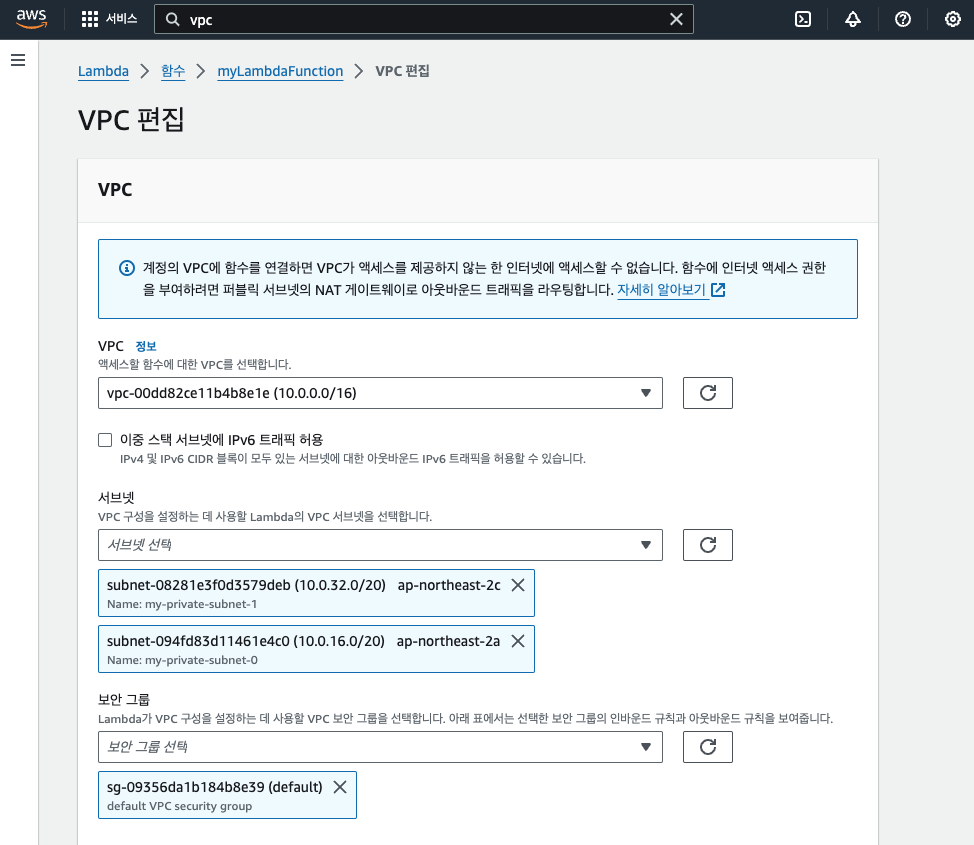 aws
서비스
vpc
Lambda > 함수 > myLambdaFunction > VPC 편집
VPC 편집
VPC
계정의 VPC에 함수를 연결하면 VPC가 액세스를 제공하지 않는 한 인터넷에 액세스할 수 없습니다. 함수에 인터넷 액세스 권한
을 부여하려면 퍼블릭 서브넷의 NAT 게이트웨이로 아웃바운드 트래픽을 라우팅합니다. 자세히 알아보기
VPC 정보
액세스할 함수에 대한 VPC를 선택합니다.
vpc-00dd82ce11b4b8e1e (10.0.0.0/16)
이중 스택 서브넷에 IPv6 트래픽 허용
IPv4 및 IPv6 CIDR 블록이 모두 있는 서브넷에 대한 아웃바운드 IPv6 트래픽을 허용할 수 있습니다.
서브넷
VPC 구성을 설정하는 데 사용할 Lambda의 VPC 서브넷을 선택합니다.
서브넷 선택
subnet-08281e3f0d3579deb (10.0.32.0/20) ap-northeast-2c
Name: my-private-subnet-1
subnet-094fd83d11461e4c0 (10.0.16.0/20) ap-northeast-2a
Name: my-private-subnet-0
보안 그룹
Lambda가 VPC 구성을 설정하는 데 사용할 VPC 보안 그룹을 선택합니다. 아래 표에서는 선택한 보안 그룹의 인바운드 규칙과 아웃바운드 규칙을 보여줍니다.
보안 그룹 선택
sg-09356da1b184b8e39 (default)
default VPC security group